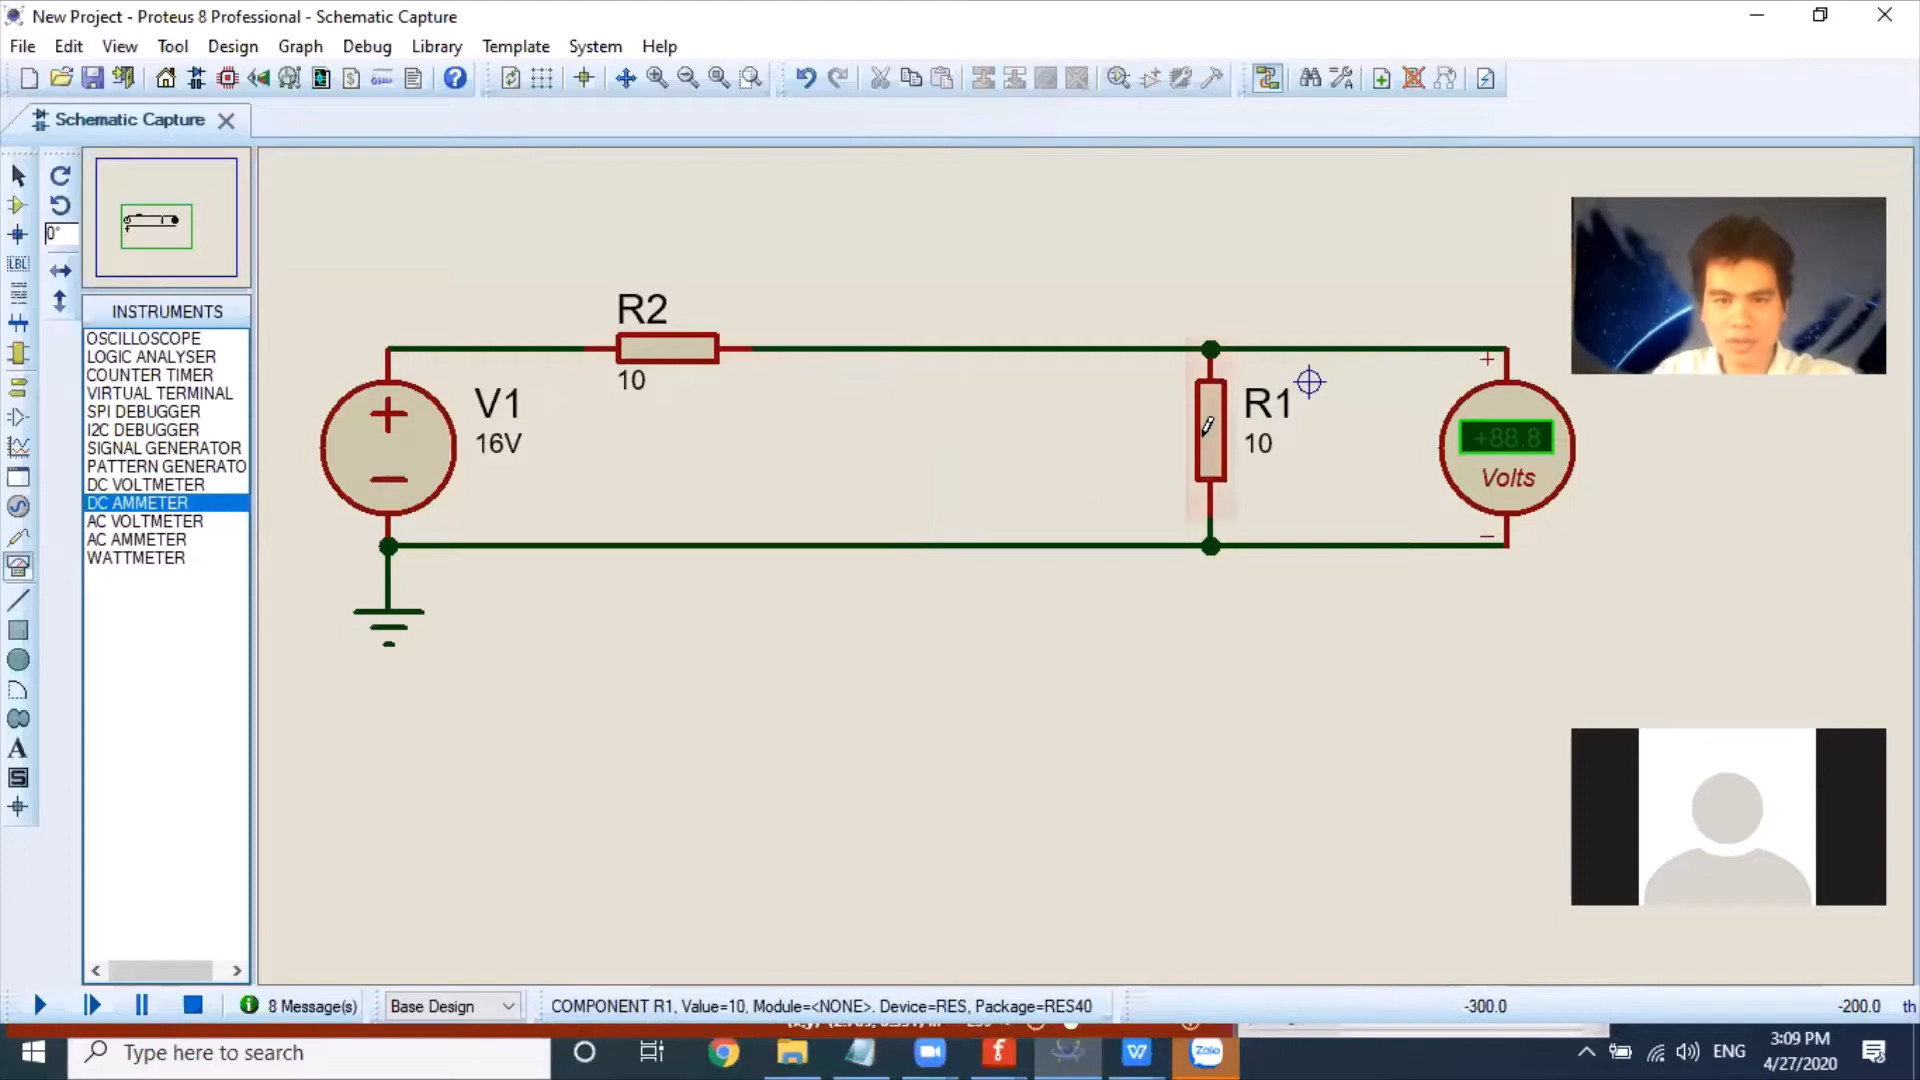 New Project - Proteus 8 Professional - Schematic Capture
File Edit View Tool Design Graph Debug Library Template System Help
Schematic Capture
0°
LBL
INSTRUMENTS
OSCILLOSCOPE
LOGIC ANALYSER
COUNTER TIMER
VIRTUAL TERMINAL
SPI DEBUGGER
I2C DEBUGGER
SIGNAL GENERATOR
PATTERN GENERATO
DC VOLTMETER
DC AMMETER
AC VOLTMETER
AC AMMETER
WATTMETER
A
S
R2
10
V1
16V
R1
10
+88.8
Volts
8 Message(s)
Base Design
COMPONENT R1, Value=10, Module=<NONE>. Device=RES, Package=RES40
-300.0
-200.0
th
Type here to search
Zalo
ENG
3:09 PM
4/27/2020